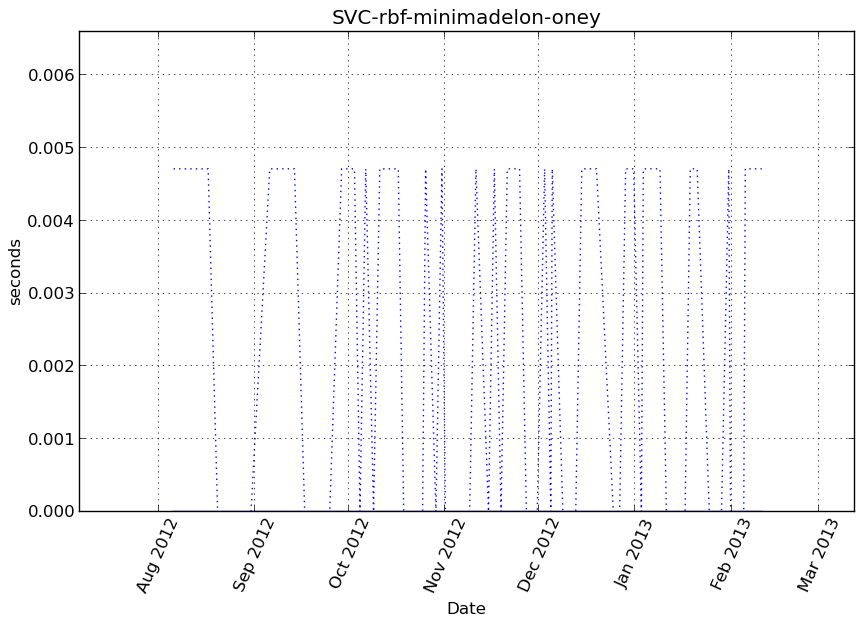 SVC-rbf-minimadelon-oney
0.006
0.005
0.004
0.003
0.002
0.001
0.000
seconds
Aug 2012
Sep 2012
Oct 2012
Nov 2012
Dec 2012
Jan 2013
Feb 2013
Mar 2013
Date